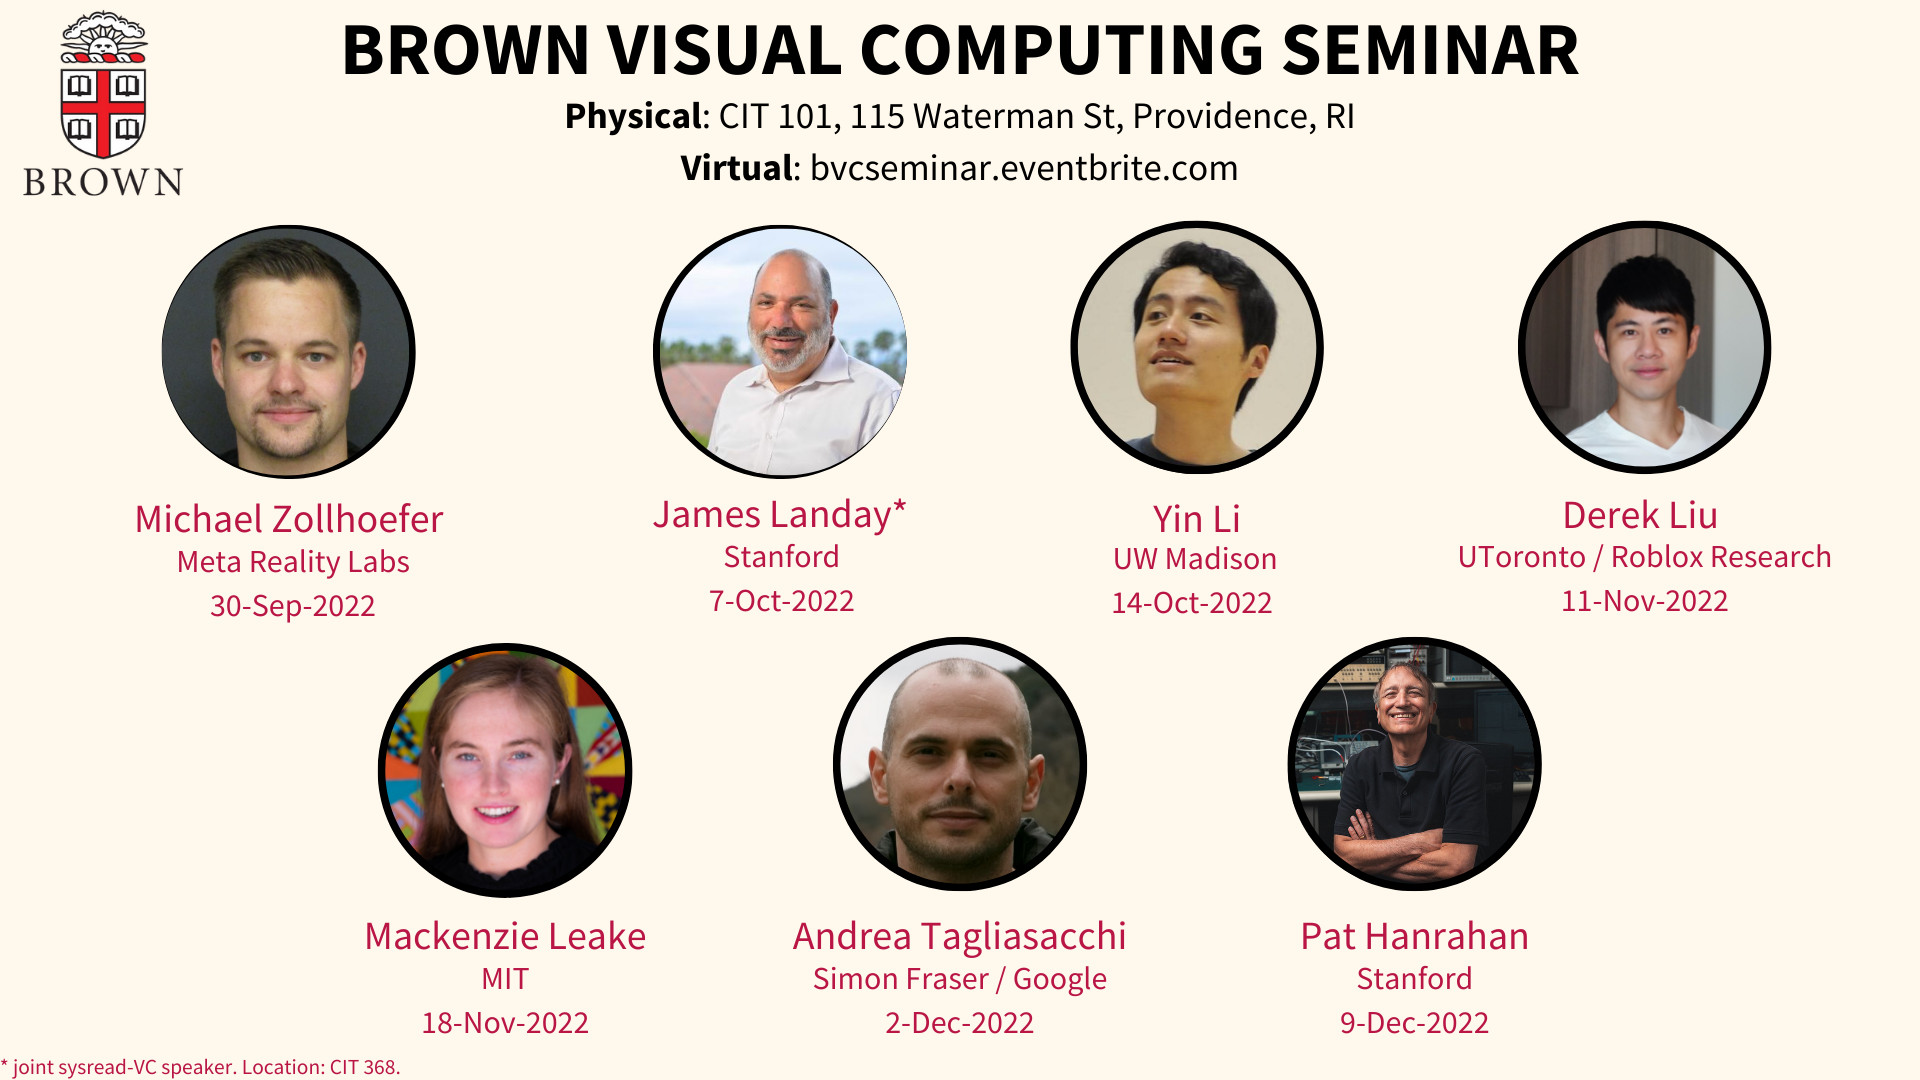 BROWN VISUAL COMPUTING SEMINAR
Physical: CIT 101, 115 Waterman St, Providence, RI
Virtual: bvcseminar.eventbrite.com
BROWN
Michael Zollhoefer
Meta Reality Labs
30-Sep-2022
James Landay*
Stanford
7-Oct-2022
Yin Li
UW Madison
14-Oct-2022
Derek Liu
UToronto / Roblox Research
11-Nov-2022
Mackenzie Leake
MIT
18-Nov-2022
Andrea Tagliasacchi
Simon Fraser / Google
2-Dec-2022
Pat Hanrahan
Stanford
9-Dec-2022
* joint sysread-VC speaker. Location: CIT 368.